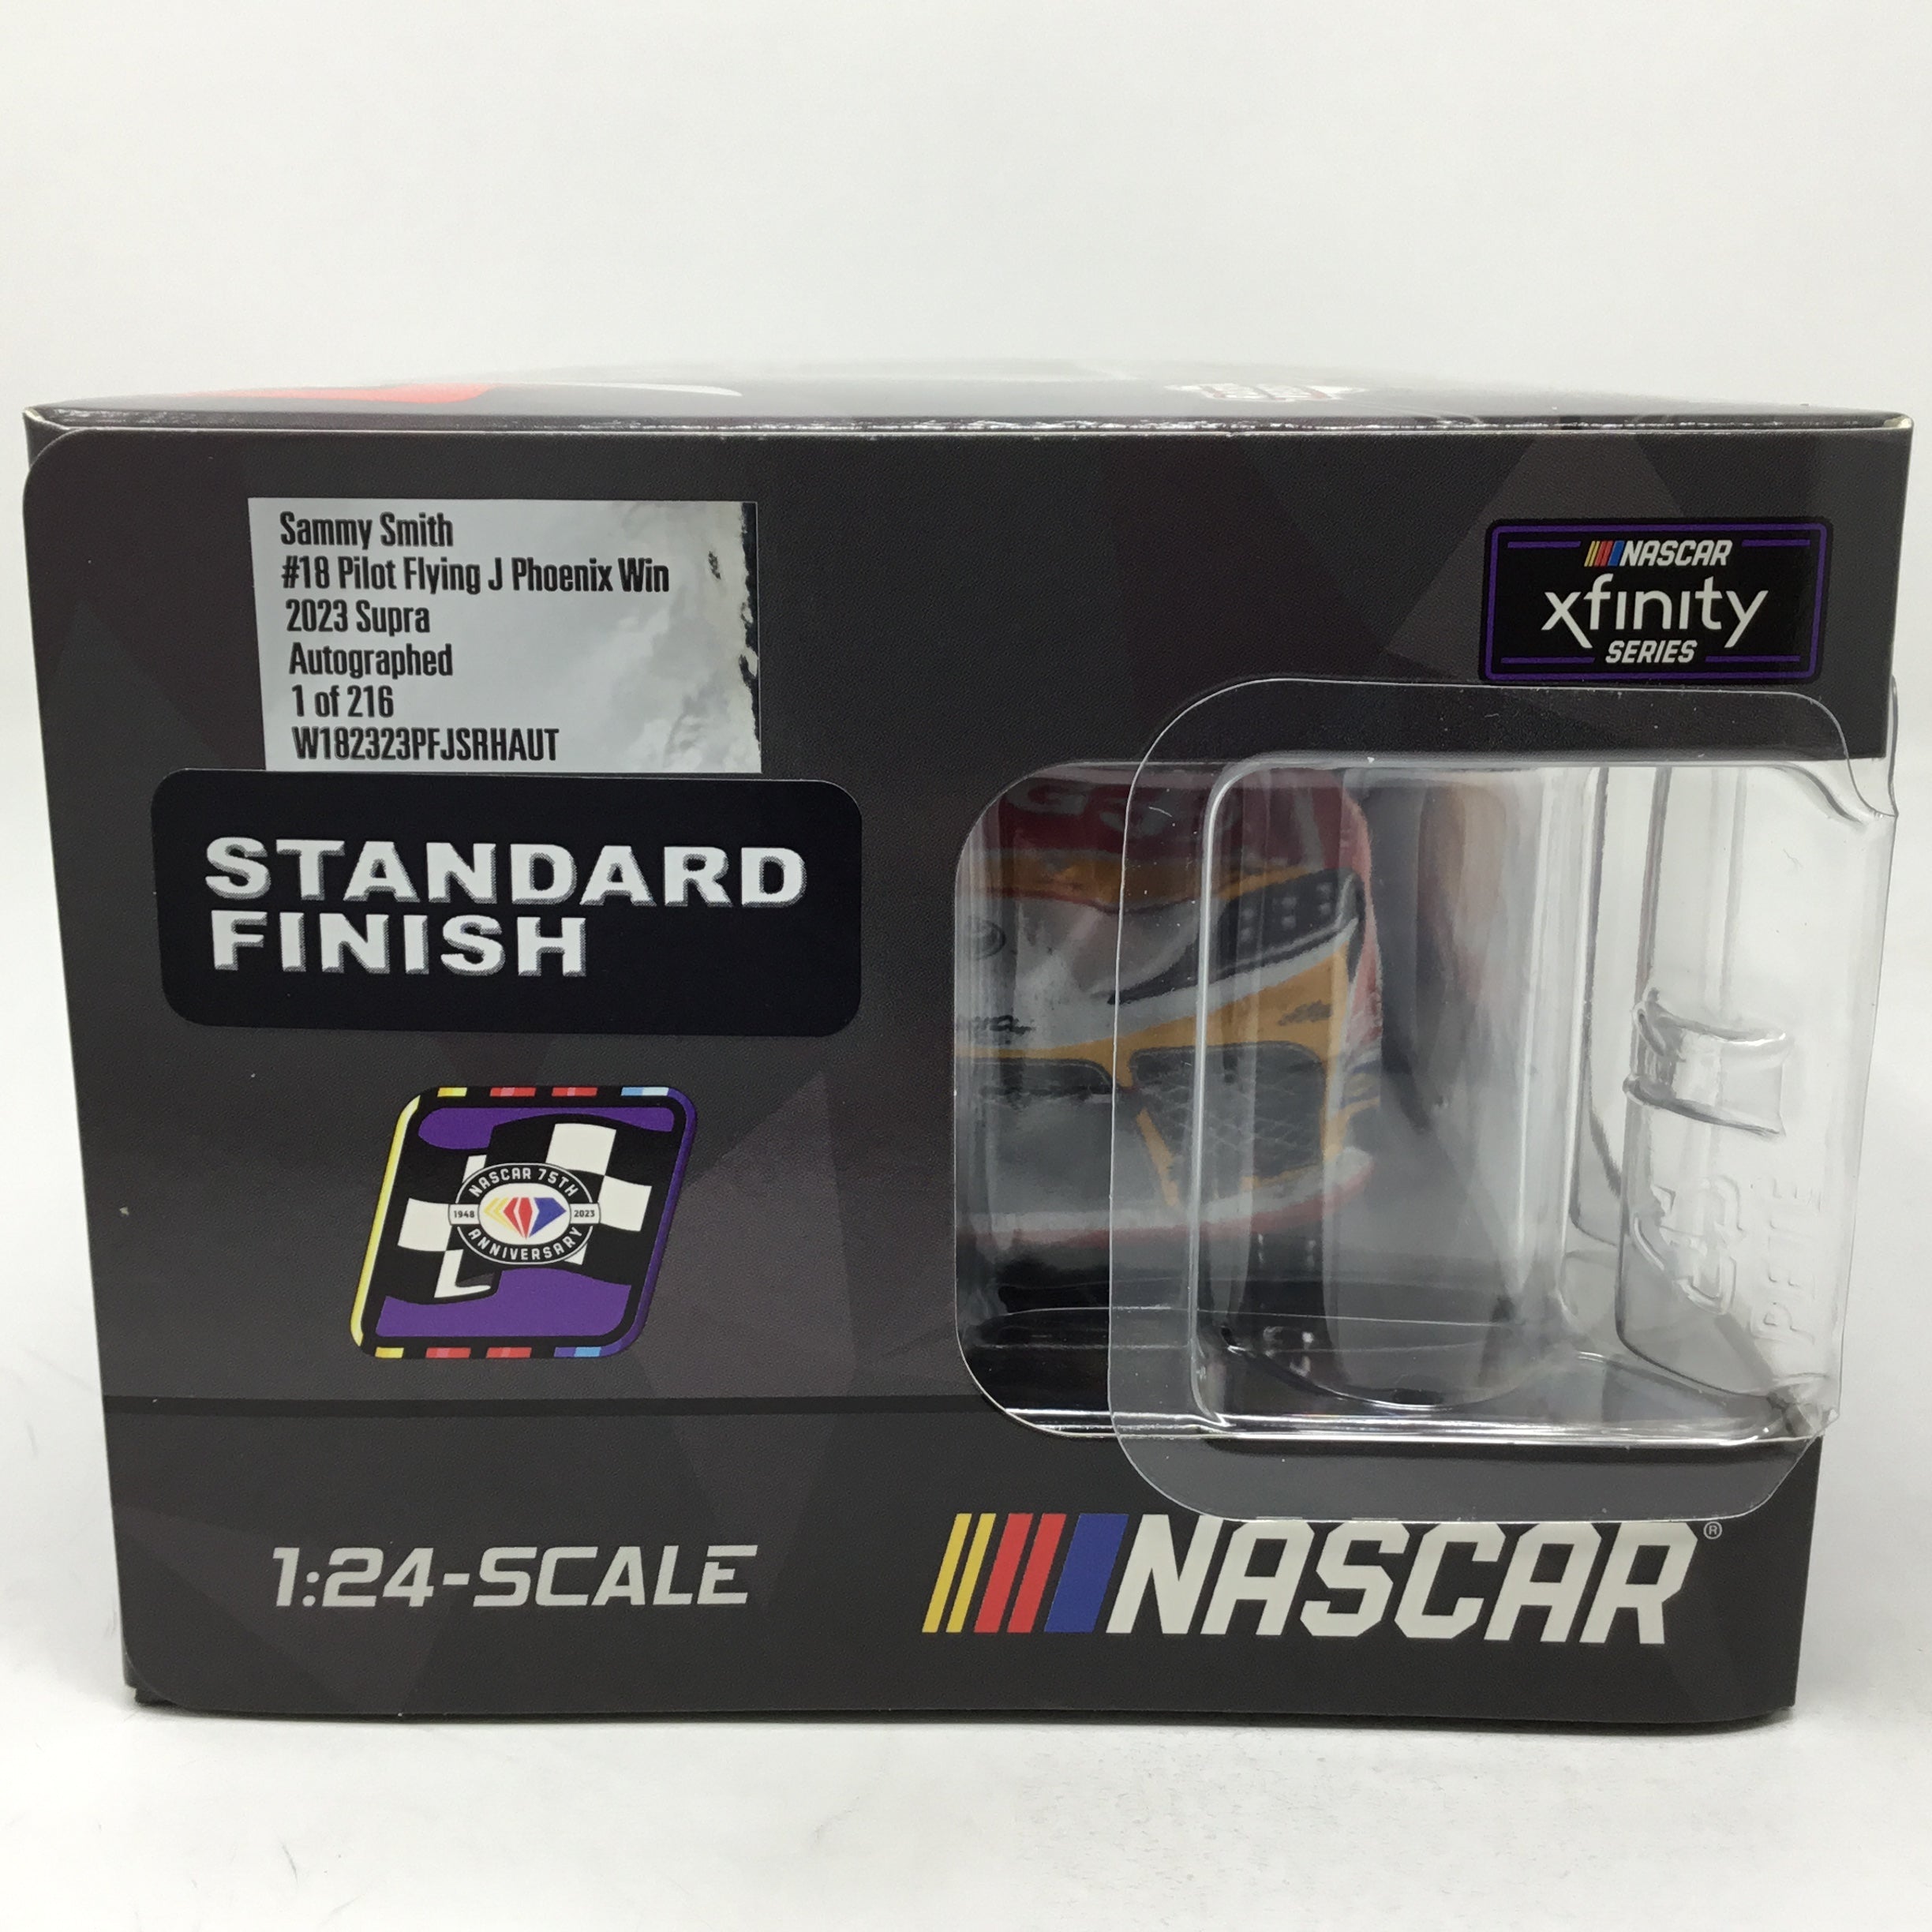 Sammy Smith
#18 Pilot Flying J Phoenix Win
2023 Supra
Autographed
1 of 216
W182323PFJSRHAUT
NASCAR
xfinity
SERIES
STANDARD
FINISH
NASCAR 75TH
1948 2023
ANNIVERSARY
PETE
1:24-SCALE
NASCAR®